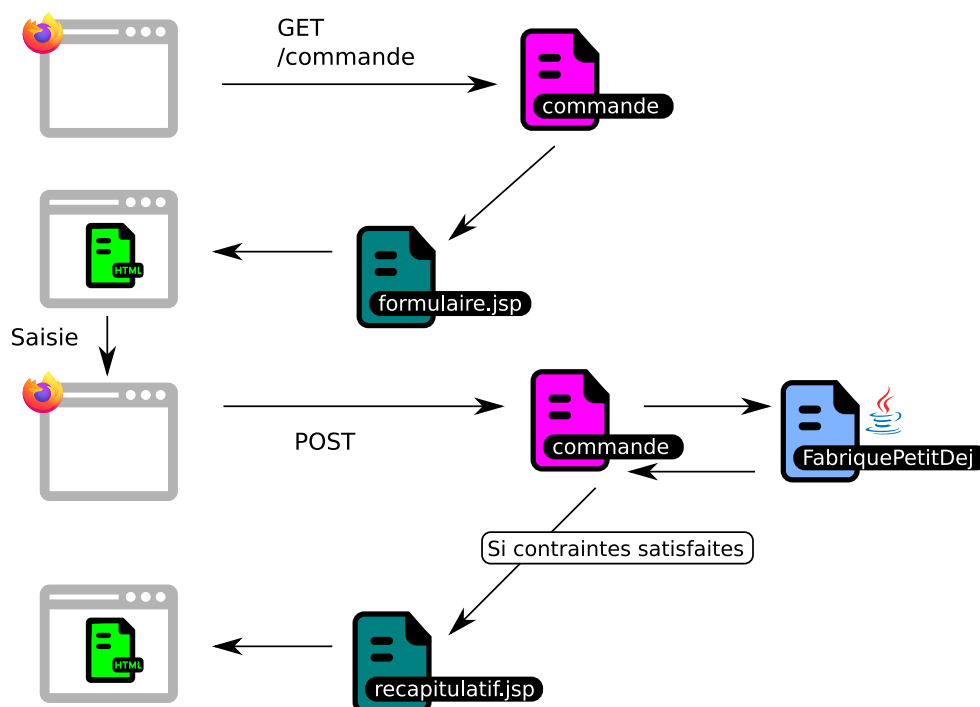 GET
/commande
commande
HTML
formulaire.jsp
Saisie
POST
commande
FabriquePetitDej
Si contraintes satisfaites
HTML
recapitulatif.jsp